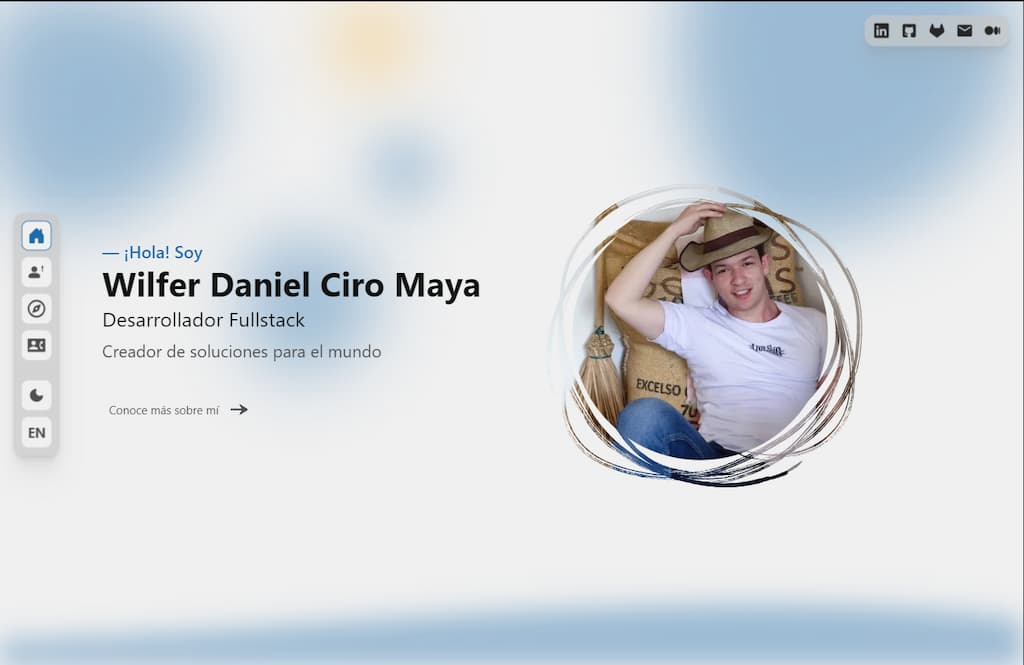 — ¡Hola! Soy
Wilfer Daniel Ciro Maya
Desarrollador Fullstack
Creador de soluciones para el mundo
Conoce más sobre mí
EN
EXCELSO
70